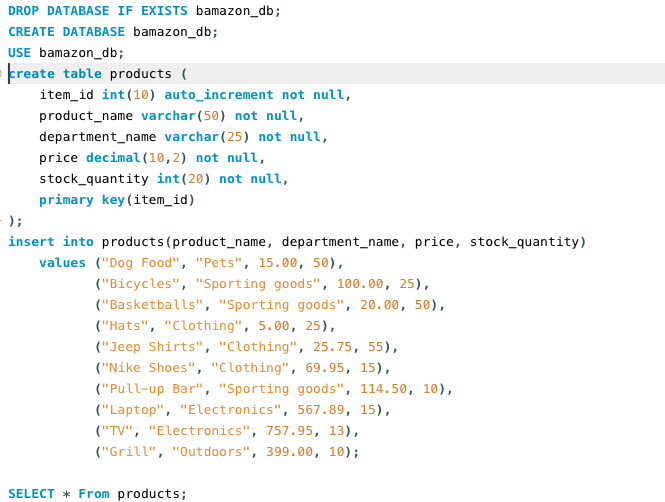 DROP DATABASE IF EXISTS bamazon_db;
CREATE DATABASE bamazon_db;
USE bamazon_db;
create table products (
    item_id int(10) auto_increment not null,
    product_name varchar(50) not null,
    department_name varchar(25) not null,
    price decimal(10,2) not null,
    stock_quantity int(20) not null,
    primary key(item_id)
);
insert into products(product_name, department_name, price, stock_quantity)
    values ("Dog Food", "Pets", 15.00, 50),
           ("Bicycles", "Sporting goods", 100.00, 25),
           ("Basketballs", "Sporting goods", 20.00, 50),
           ("Hats", "Clothing", 5.00, 25),
           ("Jeep Shirts", "Clothing", 25.75, 55),
           ("Nike Shoes", "Clothing", 69.95, 15),
           ("Pull-up Bar", "Sporting goods", 114.50, 10),
           ("Laptop", "Electronics", 567.89, 15),
           ("TV", "Electronics", 757.95, 13),
           ("Grill", "Outdoors", 399.00, 10);

SELECT * From products;